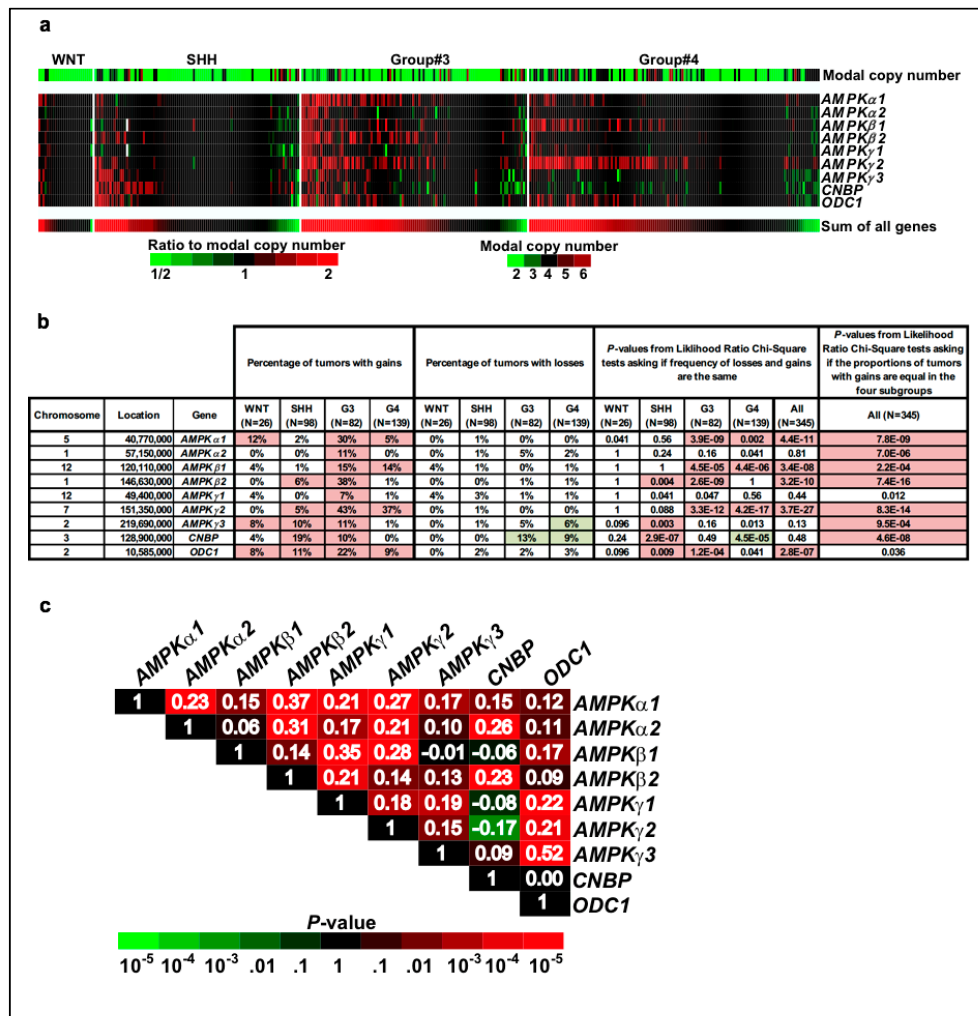 a
WNT SHH Group#3 Group#4
Modal copy number
AMPKα1
AMPKα2
AMPKβ1
AMPKβ2
AMPKγ1
AMPKγ2
AMPKγ3
CNBP
ODC1
Sum of all genes
Ratio to modal copy number
1/2 1 2
Modal copy number
2 3 4 5 6
b
Percentage of tumors with gains Percentage of tumors with losses P-values from Liklihood Ratio Chi-Square tests asking if frequency of losses and gains are the same P-values from Likelihood Ratio Chi-Square tests asking if the proportions of tumors with gains are equal in the four subgroups
Chromosome Location Gene WNT (N=26) SHH (N=98) G3 (N=82) G4 (N=139) WNT (N=26) SHH (N=98) G3 (N=82) G4 (N=139) WNT (N=26) SHH (N=98) G3 (N=82) G4 (N=139) All (N=345) All (N=345)
5 40,770,000 AMPKα1 12% 2% 30% 5% 0% 1% 0% 0% 0.041 0.56 3.9E-09 0.002 4.4E-11 7.8E-09
1 57,150,000 AMPKα2 0% 0% 11% 0% 0% 1% 5% 2% 1 0.24 0.16 0.041 0.81 7.0E-06
12 120,110,000 AMPKβ1 4% 1% 15% 14% 4% 1% 0% 1% 1 1 4.5E-05 4.4E-06 3.4E-08 2.2E-04
1 146,630,000 AMPKβ2 0% 6% 38% 1% 0% 0% 1% 1% 1 0.004 2.6E-09 1 3.2E-10 7.4E-16
12 49,400,000 AMPKγ1 4% 0% 7% 1% 4% 3% 1% 1% 1 0.041 0.047 0.56 0.44 0.012
7 151,350,000 AMPKγ2 0% 5% 43% 37% 0% 1% 0% 0% 1 0.088 3.3E-12 4.2E-17 3.7E-27 8.3E-14
2 219,690,000 AMPKγ3 8% 10% 11% 1% 0% 1% 5% 6% 0.096 0.003 0.16 0.013 0.13 9.5E-04
3 128,900,000 CNBP 4% 19% 10% 0% 0% 0% 13% 9% 0.24 2.9E-07 0.49 4.5E-05 0.48 4.6E-08
2 10,585,000 ODC1 8% 11% 22% 9% 0% 2% 2% 3% 0.096 0.009 1.2E-04 0.041 2.8E-07 0.036
c
AMPKα1 AMPKα2 AMPKβ1 AMPKβ2 AMPKγ1 AMPKγ2 AMPKγ3 CNBP ODC1
1 0.23 0.15 0.37 0.21 0.27 0.17 0.15 0.12 AMPKα1
1 0.06 0.31 0.17 0.21 0.10 0.26 0.11 AMPKα2
1 0.14 0.35 0.28 -0.01 -0.06 0.17 AMPKβ1
1 0.21 0.14 0.13 0.23 0.09 AMPKβ2
1 0.18 0.19 -0.08 0.22 AMPKγ1
1 0.15 -0.17 0.21 AMPKγ2
1 0.09 0.52 AMPKγ3
1 0.00 CNBP
1 ODC1
P-value
10⁻⁵ 10⁻⁴ 10⁻³ .01 .1 1 .1 .01 10⁻³ 10⁻⁴ 10⁻⁵